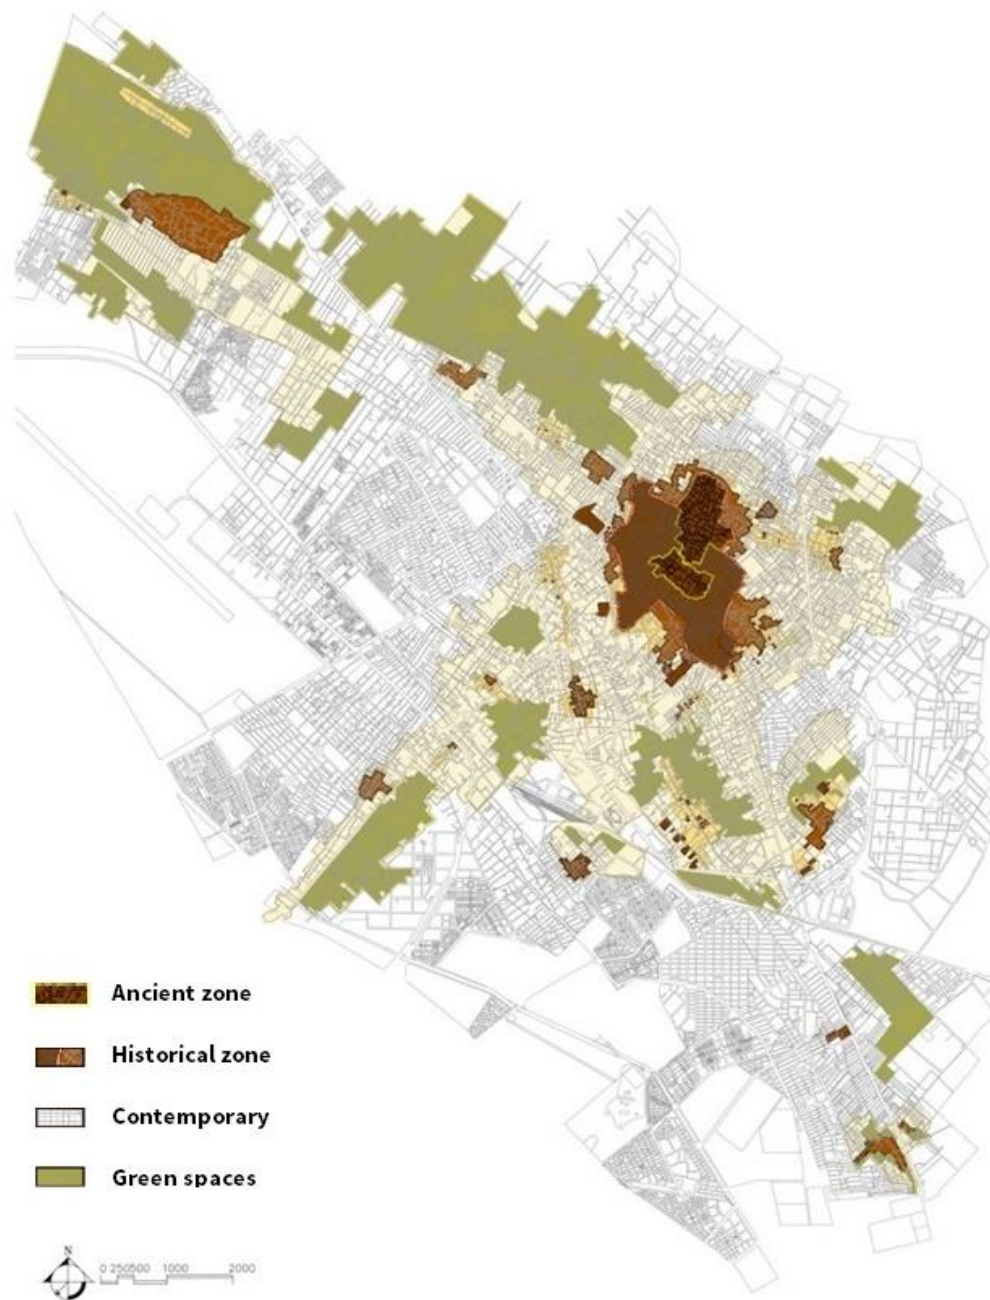 Ancient zone
Historical zone
Contemporary
Green spaces
N
0 250500 1000 2000